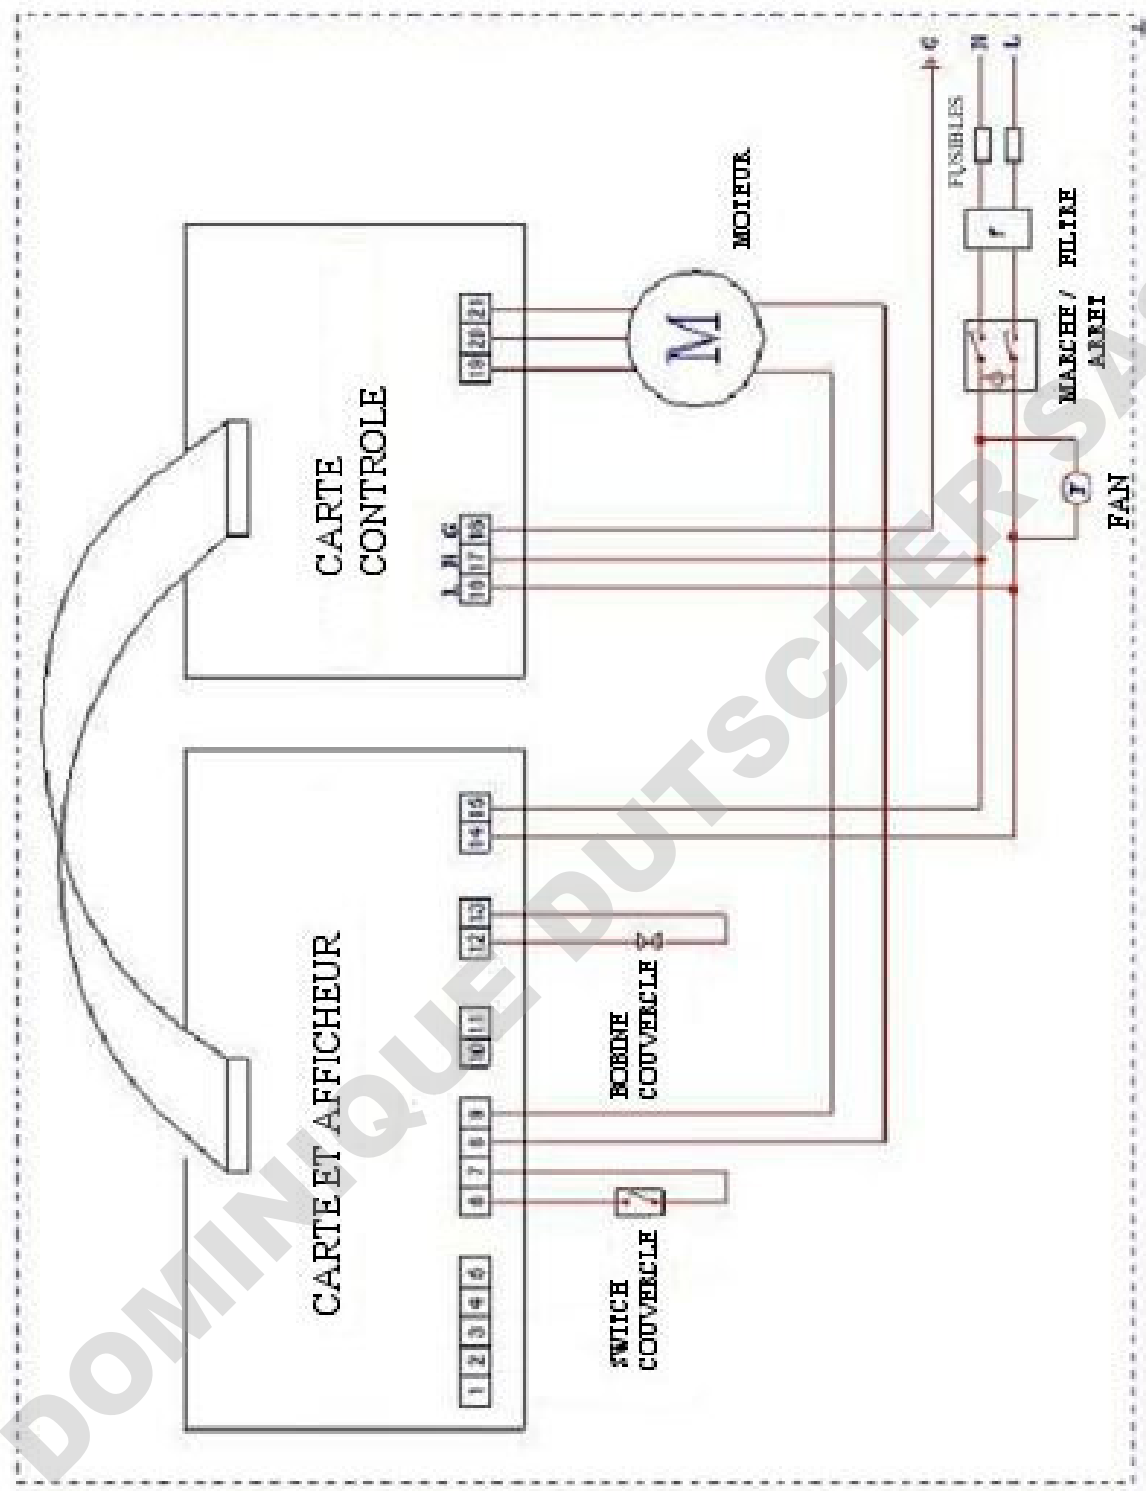 G
N
L
FUSIBLES
F
FILTRE
MARCHE /
ARRET
FAN
MOTEUR
M
CARTE
CONTROLE
19 20 21
L N G
16 17 18
CARTE ET AFFICHEUR
1 2 3 4 5
6 7 8 9
10 11
12 13
14 15
BOBINE
COUVERCLE
SWITCH
COUVERCLE
DOMINIQUE DUTSCHER SAS